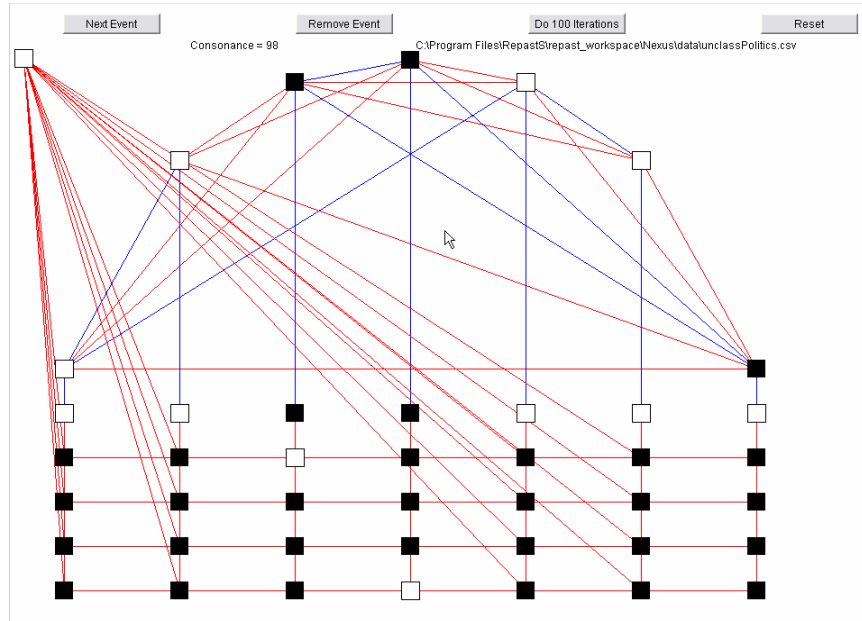 Next Event
Remove Event
Do 100 Iterations
Reset
Consonance = 98
C:\Program Files\RepastS\repast_workspace\Nexus\data\unclassPolitics.csv